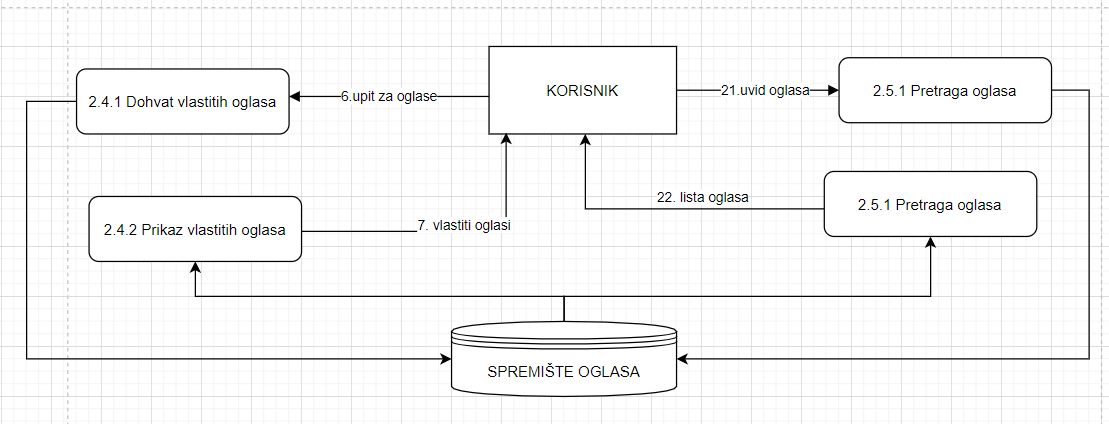 KORISNIK
2.4.1 Dohvat vlastitih oglasa
6.upit za oglase
21.uvid oglasa
2.5.1 Pretraga oglasa
22. lista oglasa
2.5.1 Pretraga oglasa
7. vlastiti oglasi
2.4.2 Prikaz vlastitih oglasa
SPREMIŠTE OGLASA